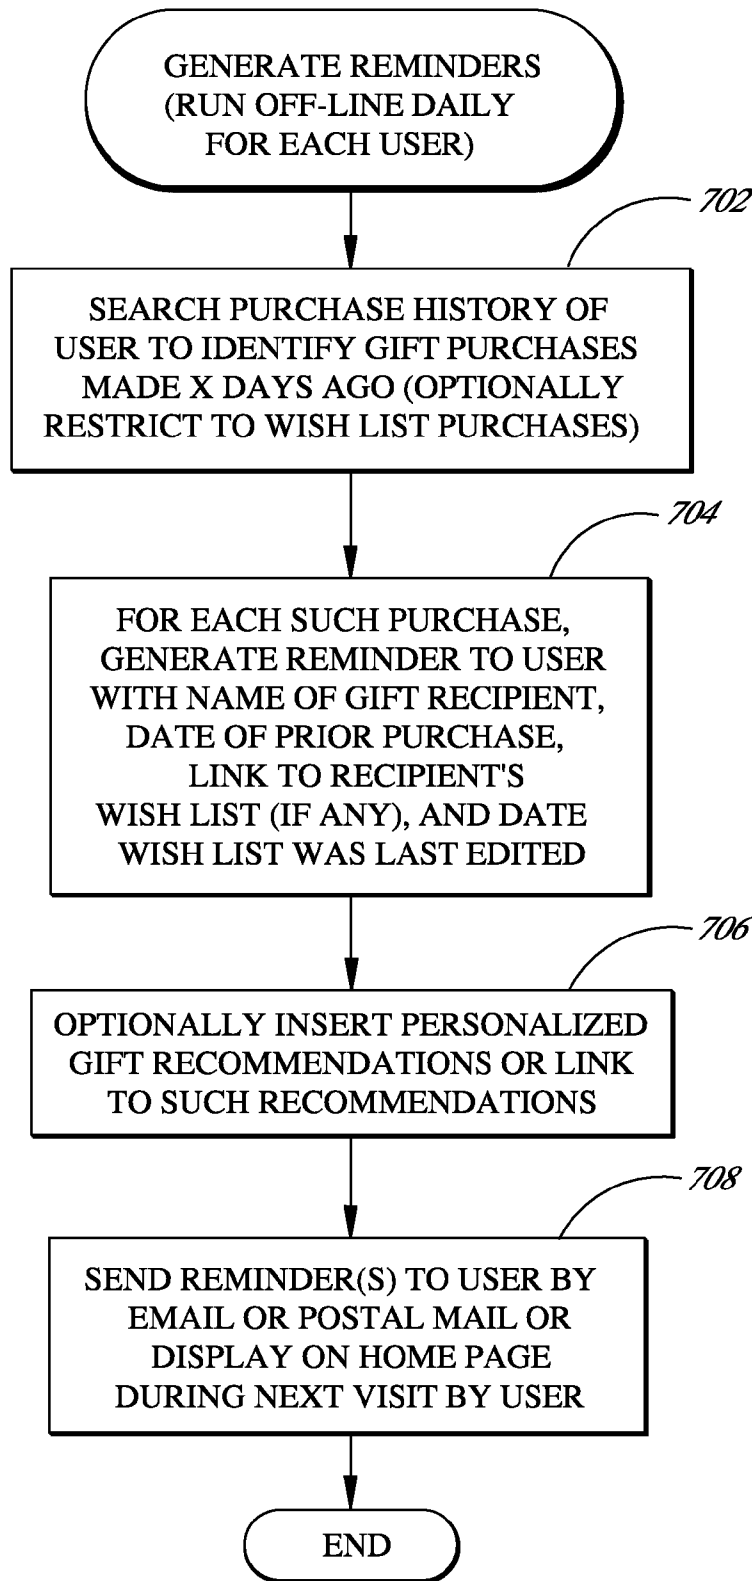 GENERATE REMINDERS
(RUN OFF-LINE DAILY
FOR EACH USER)
702
SEARCH PURCHASE HISTORY OF
USER TO IDENTIFY GIFT PURCHASES
MADE X DAYS AGO (OPTIONALLY
RESTRICT TO WISH LIST PURCHASES)
704
FOR EACH SUCH PURCHASE,
GENERATE REMINDER TO USER
WITH NAME OF GIFT RECIPIENT,
DATE OF PRIOR PURCHASE,
LINK TO RECIPIENT'S
WISH LIST (IF ANY), AND DATE
WISH LIST WAS LAST EDITED
706
OPTIONALLY INSERT PERSONALIZED
GIFT RECOMMENDATIONS OR LINK
TO SUCH RECOMMENDATIONS
708
SEND REMINDER(S) TO USER BY
EMAIL OR POSTAL MAIL OR
DISPLAY ON HOME PAGE
DURING NEXT VISIT BY USER
END